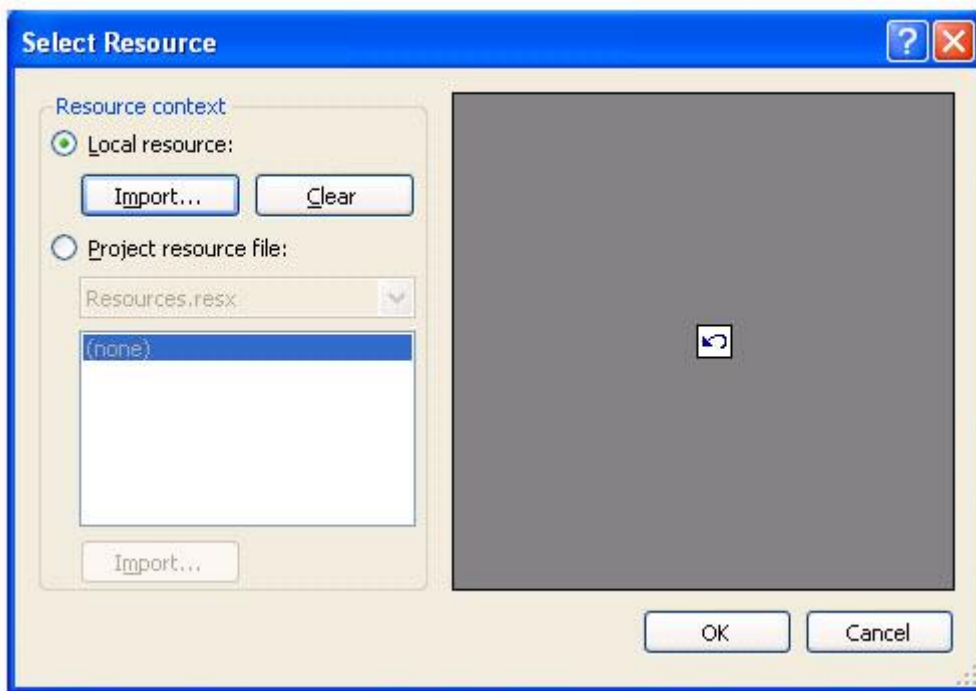 Select Resource
?
Resource context
Local resource:
Import...
Clear
Project resource file:
Resources.resx
(none)
Import...
OK
Cancel